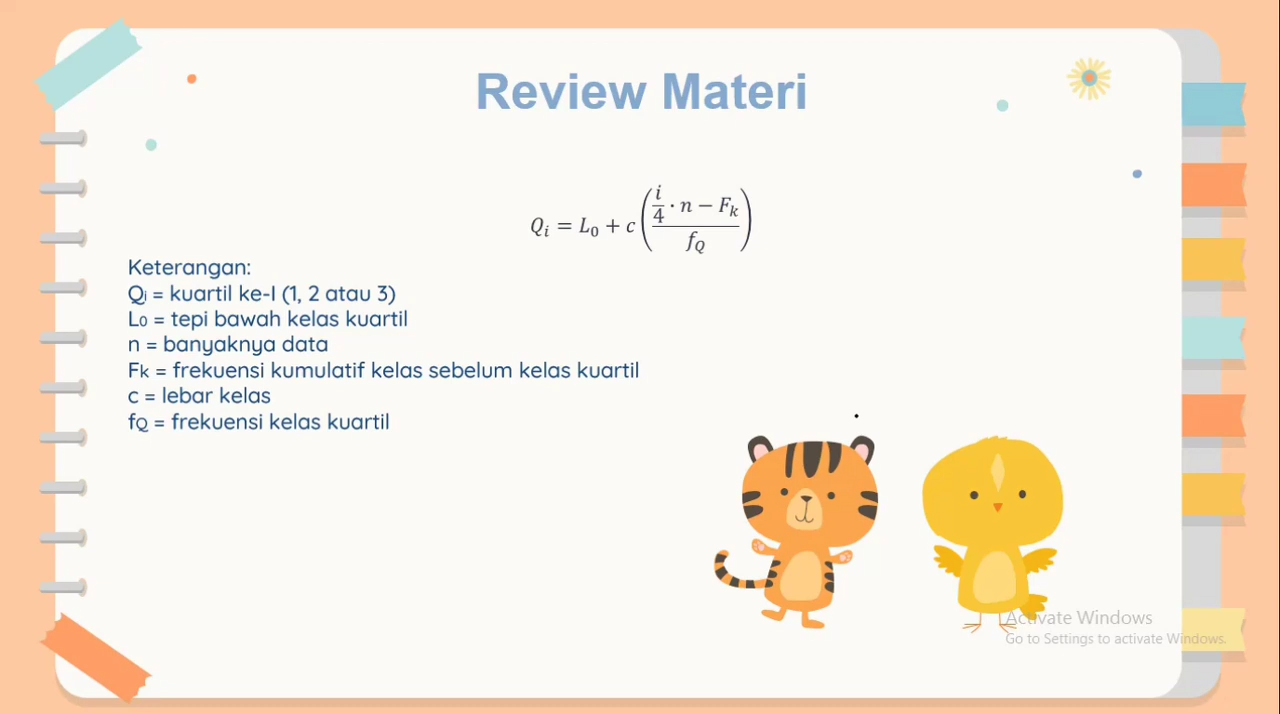 Review Materi
Q_i = L_0 + c ( (i/4 · n − F_k) / f_Q )
Keterangan:
Qi = kuartil ke-I (1, 2 atau 3)
L0 = tepi bawah kelas kuartil
n = banyaknya data
Fk = frekuensi kumulatif kelas sebelum kelas kuartil
c = lebar kelas
fQ = frekuensi kelas kuartil
Activate Windows
Go to Settings to activate Windows.